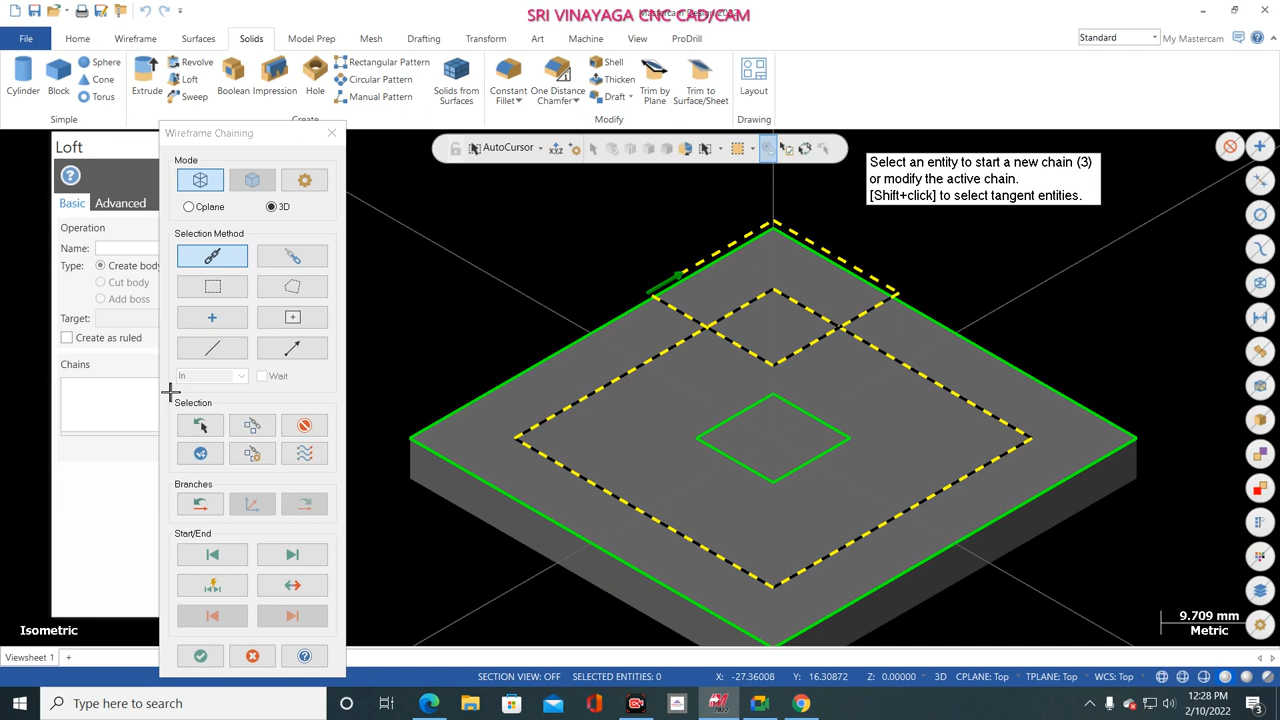 SRI VINAYAGA CNC CAD/CAM
File
Home
Wireframe
Surfaces
Solids
Model Prep
Mesh
Drafting
Transform
Art
Machine
View
ProDrill
Standard
My Mastercam
Cylinder
Block
Sphere
Cone
Torus
Simple
Extrude
Revolve
Loft
Sweep
Boolean
Impression
Hole
Rectangular Pattern
Circular Pattern
Manual Pattern
Solids from
Surfaces
Constant
Fillet
One Distance
Chamfer
Shell
Thicken
Draft
Trim by
Plane
Trim to
Surface/Sheet
Modify
Layout
Drawing
Loft
Basic
Advanced
Operation
Name:
Type:
Create body
Cut body
Add boss
Target:
Create as ruled
Chains
Wireframe Chaining
Mode
Cplane
3D
Selection Method
In
Wait
Selection
Branches
Start/End
AutoCursor
Select an entity to start a new chain (3)
or modify the active chain.
[Shift+click] to select tangent entities.
Isometric
9.709 mm
Metric
Viewsheet 1
+
SECTION VIEW: OFF
SELECTED ENTITIES: 0
X: -27.36008
Y: 16.30872
Z: 0.00000
3D
CPLANE: Top
TPLANE: Top
WCS: Top
Type here to search
12:28 PM
2/10/2022